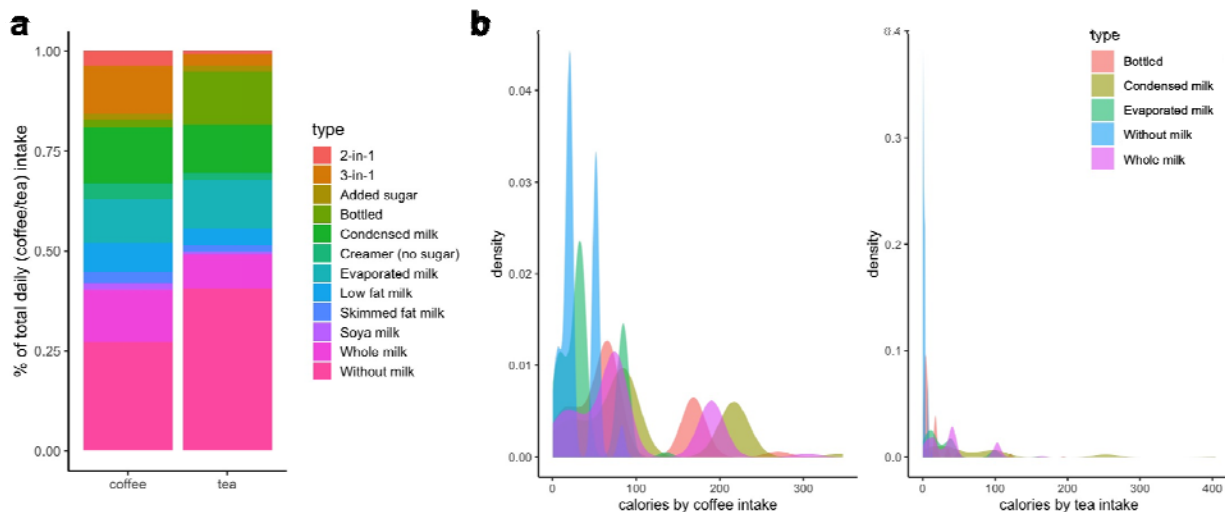 a
% of total daily (coffee/tea) intake
1.00
0.75
0.50
0.25
0.00
coffee
tea
type
2-in-1
3-in-1
Added sugar
Bottled
Condensed milk
Creamer (no sugar)
Evaporated milk
Low fat milk
Skimmed fat milk
Soya milk
Whole milk
Without milk
b
density
0.04
0.03
0.02
0.01
0.00
0
100
200
300
calories by coffee intake
density
0.4
0.3
0.2
0.1
0.0
0
100
200
300
400
calories by tea intake
type
Bottled
Condensed milk
Evaporated milk
Without milk
Whole milk